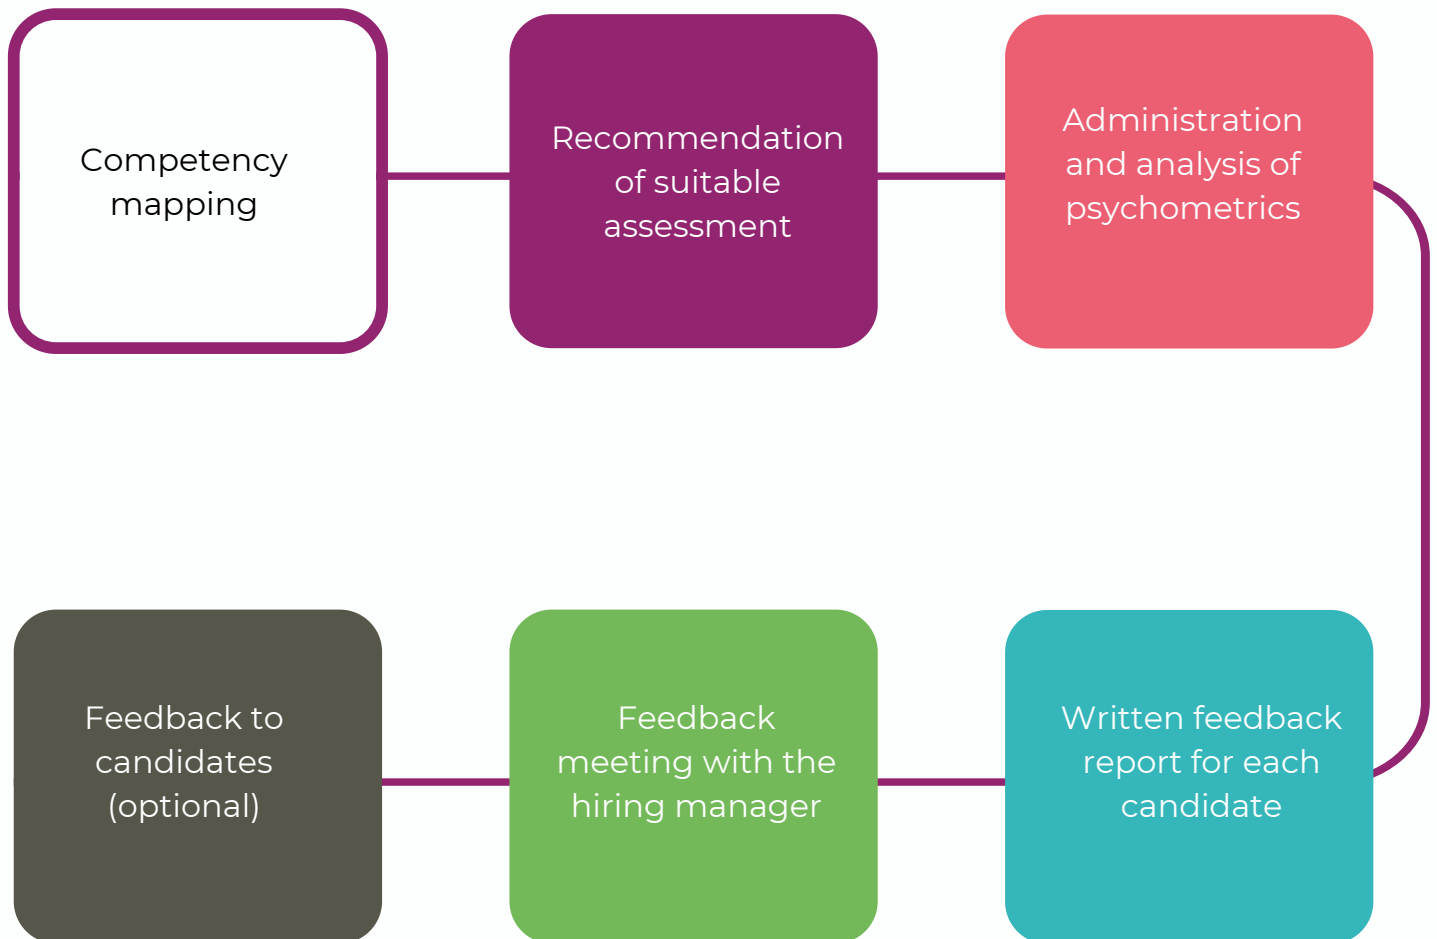 Competency
mapping
Recommendation
of suitable
assessment
Administration
and analysis of
psychometrics
Written feedback
report for each
candidate
Feedback
meeting with the
hiring manager
Feedback to
candidates
(optional)